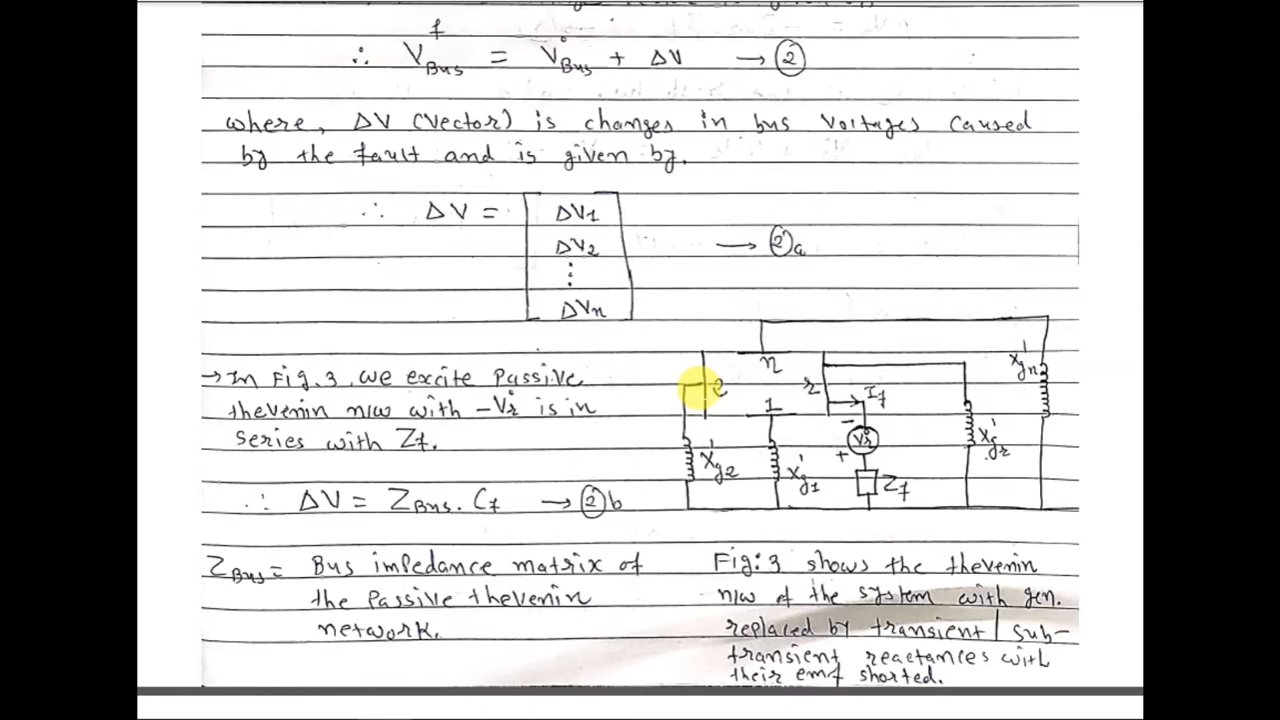 ∴ V_Bus^f = V°_Bus + ΔV → ②
where, ΔV (Vector) is changes in bus Voltages caused
by the fault and is given by.
∴ ΔV = [ΔV1
ΔV2
⋮
ΔVn] → ②a
→ In Fig. 3, we excite Passive
thevenin n/w with -Vr° is in
series with Zf.
∴ ΔV = ZBus. Cf → ②b
ZBus = Bus impedance matrix of
the Passive thevenin
network.
n
X'gn
2
r
If
1
-
Vr°
+
X'gr
X'g2
X'g1
Zf
Fig: 3 shows the thevenin
n/w of the system with gen.
replaced by transient / sub-
transient reactances with
their emf shorted.